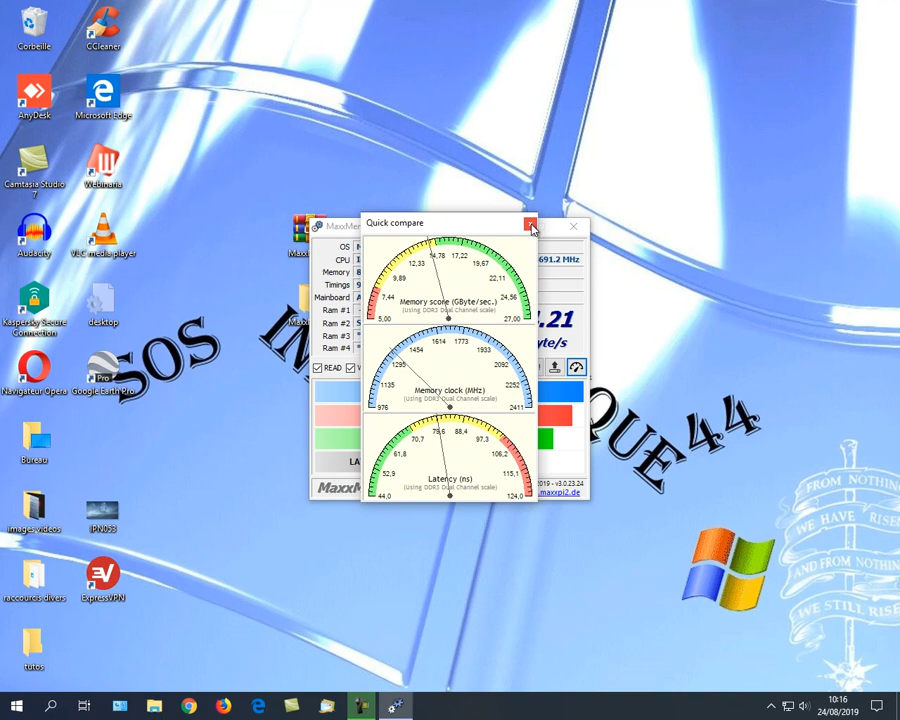 Corbeille
CCleaner
AnyDesk
Microsoft Edge
Camtasia Studio 7
Webinaria
Audacity
VLC media player
Kaspersky Secure Connection
desktop
Navigateur Opera
Google Earth Pro
Bureau
images videos
IPN053
raccourcis divers
ExpressVPN
tutos
SOS
QUE 44
Quick compare
OS
CPU
691.2 MHz
Memory
Timings
Mainboard
Ram #1
Ram #2
Ram #3
Ram #4
READ
.21
yte/s
12,33
14,78
17,22
9,89
19,67
22,11
7,44
24,56
5,00
27,00
Memory score (GByte/sec.)
(Using DDR3 Dual Channel scale)
1454
1614
1773
1933
1295
2092
1135
2252
976
2411
Memory clock (MHz)
(Using DDR3 Dual Channel scale)
70,7
79,6
88,4
97,3
61,8
106,2
52,9
115,1
44,0
124,0
Latency (ns)
(Using DDR3 Dual Channel scale)
2019 - v3.0.23.24
.maxxpi2.de
FROM NOTHIN
WE HAVE RISE
AND FROM NOTHIN
WE STILL RISE
10:16
24/08/2019